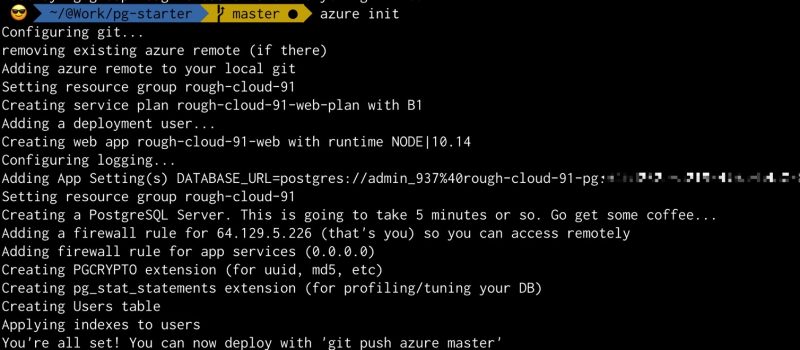 ~/@Work/pg-starter master ● azure init
Configuring git...
removing existing azure remote (if there)
Adding azure remote to your local git
Setting resource group rough-cloud-91
Creating service plan rough-cloud-91-web-plan with B1
Adding a deployment user...
Creating web app rough-cloud-91-web with runtime NODE|10.14
Configuring logging...
Adding App Setting(s) DATABASE_URL=postgres://admin_937%40rough-cloud-91-pg:
Setting resource group rough-cloud-91
Creating a PostgreSQL Server. This is going to take 5 minutes or so. Go get some coffee...
Adding a firewall rule for 64.129.5.226 (that's you) so you can access remotely
Adding firewall rule for app services (0.0.0.0)
Creating PGCRYPTO extension (for uuid, md5, etc)
Creating pg_stat_statements extension (for profiling/tuning your DB)
Creating Users table
Applying indexes to users
You're all set! You can now deploy with 'git push azure master'